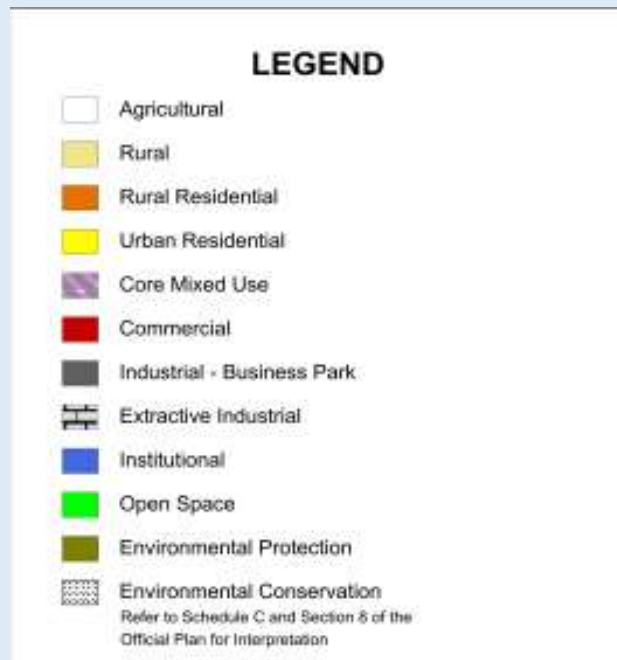 LEGEND
Agricultural
Rural
Rural Residential
Urban Residential
Core Mixed Use
Commercial
Industrial - Business Park
Extractive Industrial
Institutional
Open Space
Environmental Protection
Environmental Conservation
Refer to Schedule C and Section 8 of the
Official Plan for Interpretation